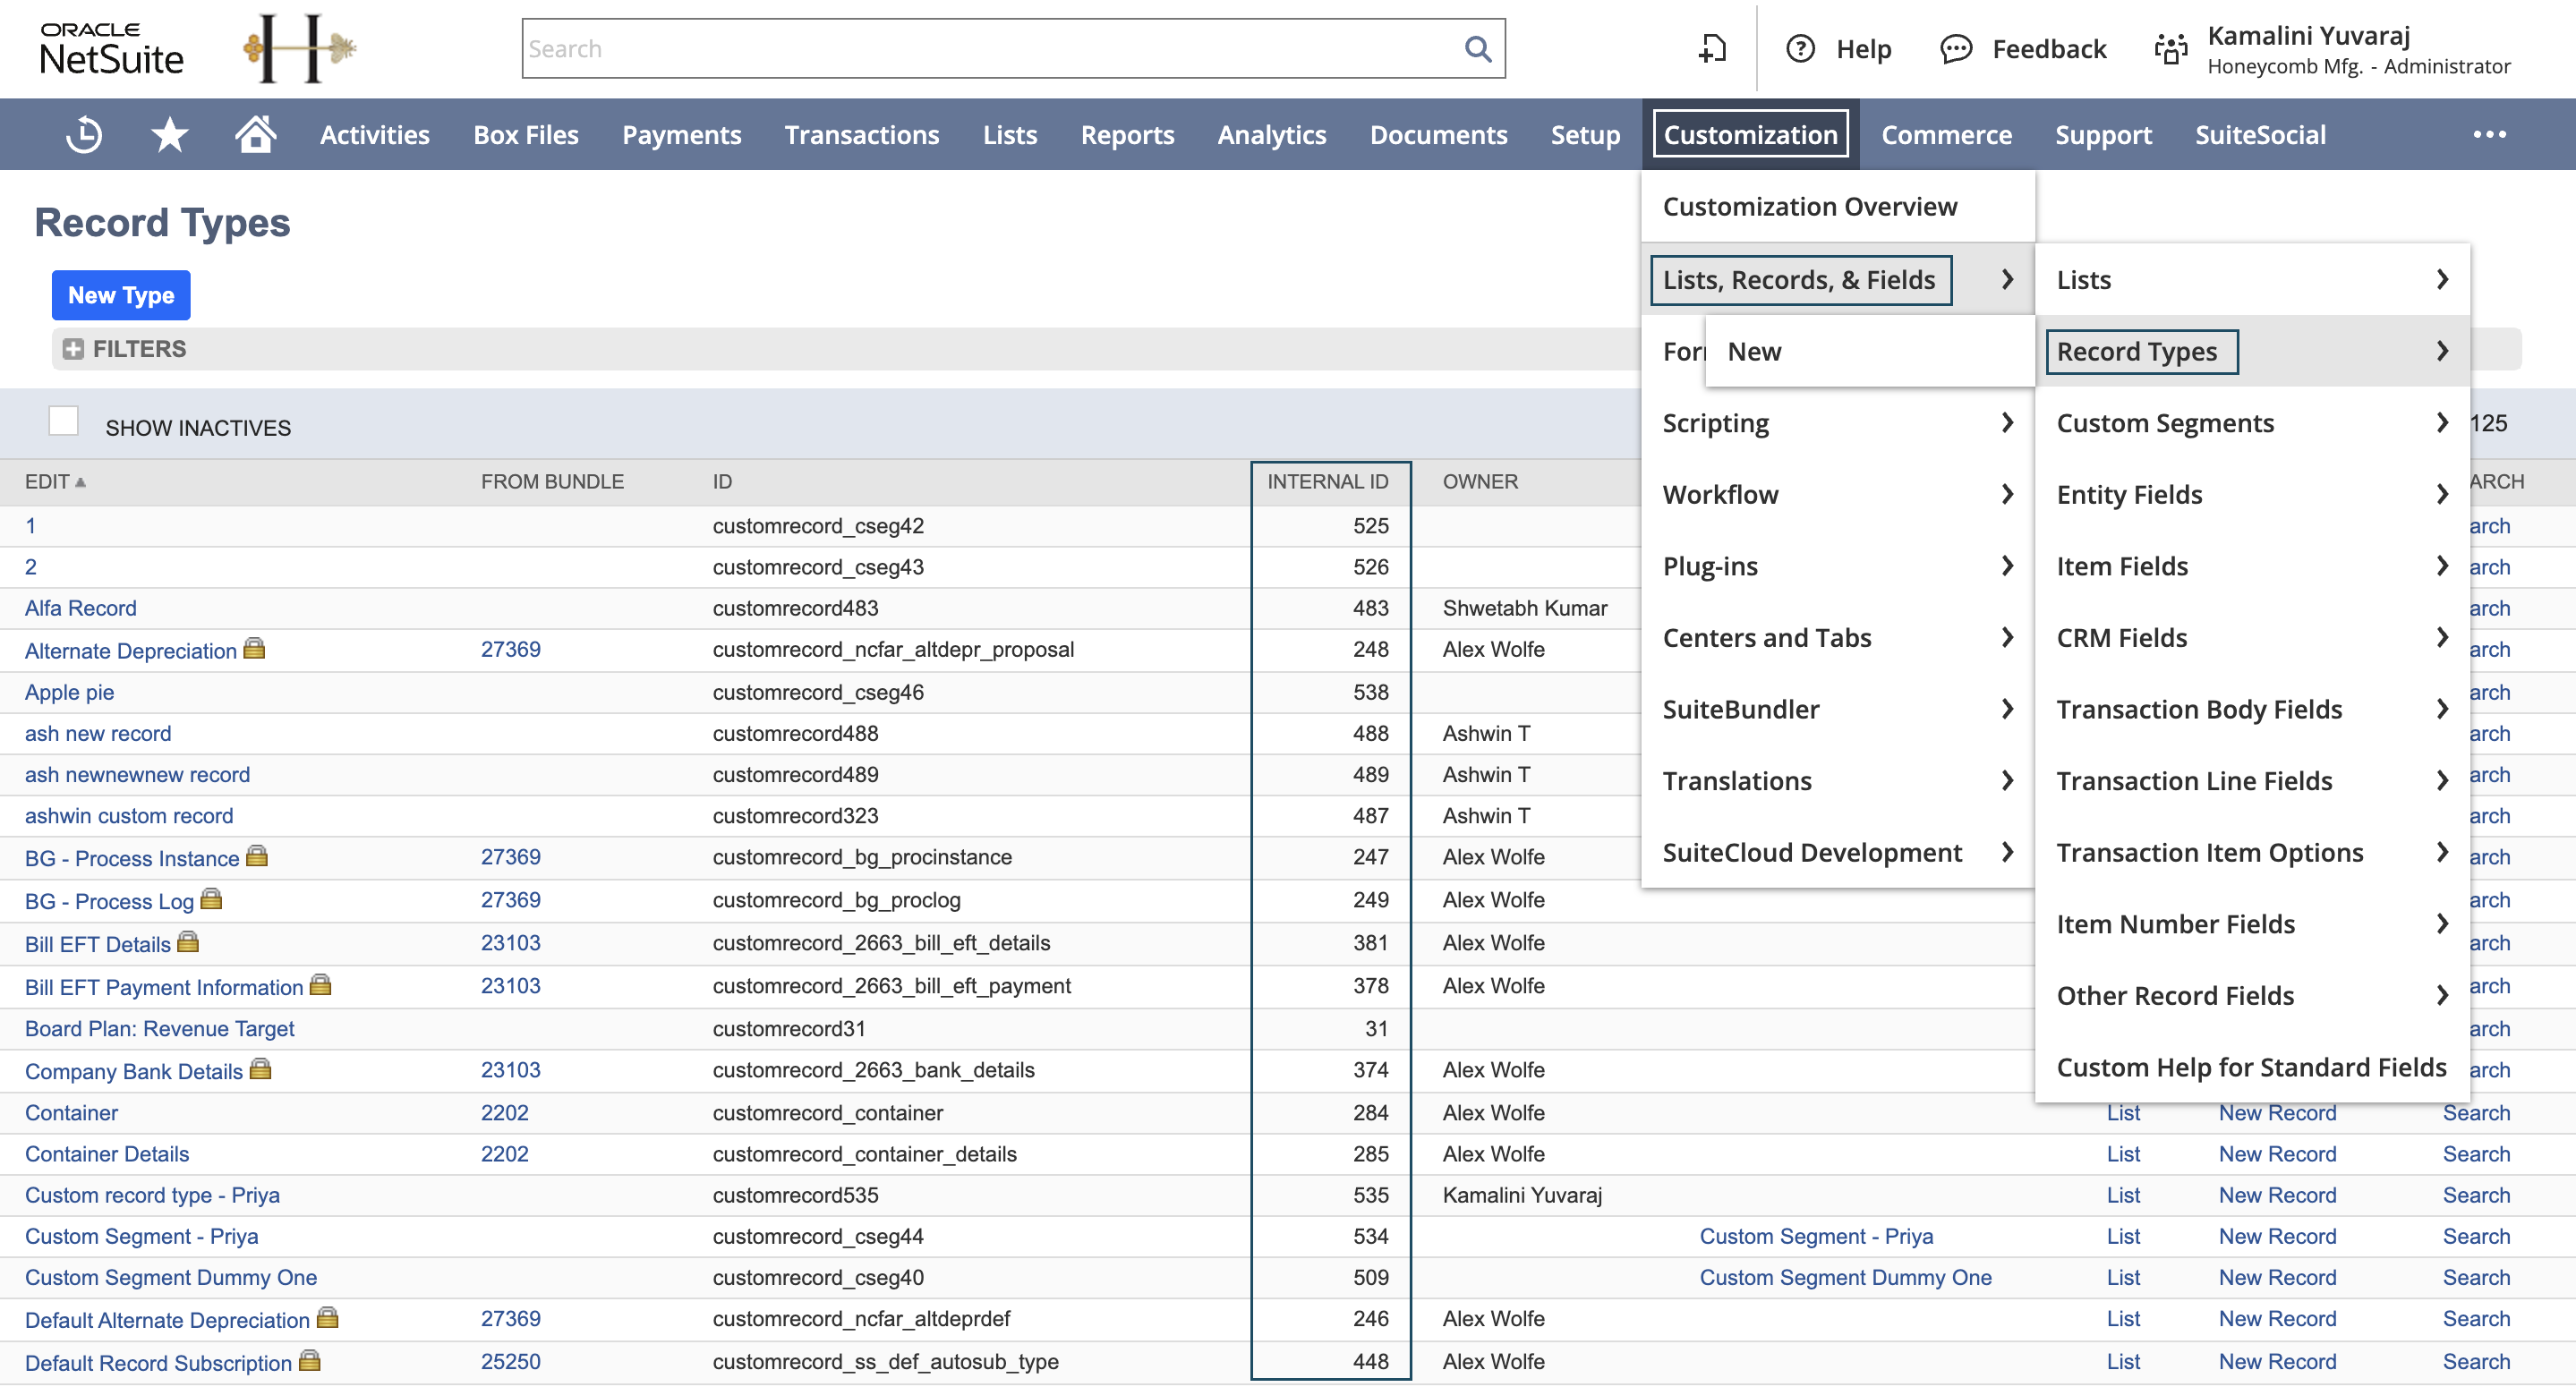 ORACLE
NetSuite
H
Search
Help
Feedback
Kamalini Yuvaraj
Honeycomb Mfg. - Administrator
Activities Box Files Payments Transactions Lists Reports Analytics Documents Setup Customization Commerce Support SuiteSocial
Record Types
New Type
FILTERS
SHOW INACTIVES
125
EDIT FROM BUNDLE ID INTERNAL ID OWNER ARCH
1 customrecord_cseg42 525 arch
2 customrecord_cseg43 526 arch
Alfa Record customrecord483 483 Shwetabh Kumar arch
Alternate Depreciation 27369 customrecord_ncfar_altdepr_proposal 248 Alex Wolfe arch
Apple pie customrecord_cseg46 538 arch
ash new record customrecord488 488 Ashwin T arch
ash newnewnew record customrecord489 489 Ashwin T arch
ashwin custom record customrecord323 487 Ashwin T arch
BG - Process Instance 27369 customrecord_bg_procinstance 247 Alex Wolfe arch
BG - Process Log 27369 customrecord_bg_proclog 249 Alex Wolfe arch
Bill EFT Details 23103 customrecord_2663_bill_eft_details 381 Alex Wolfe arch
Bill EFT Payment Information 23103 customrecord_2663_bill_eft_payment 378 Alex Wolfe arch
Board Plan: Revenue Target customrecord31 31 arch
Company Bank Details 23103 customrecord_2663_bank_details 374 Alex Wolfe arch
Container 2202 customrecord_container 284 Alex Wolfe List New Record Search
Container Details 2202 customrecord_container_details 285 Alex Wolfe List New Record Search
Custom record type - Priya customrecord535 535 Kamalini Yuvaraj List New Record Search
Custom Segment - Priya customrecord_cseg44 534 Custom Segment - Priya List New Record Search
Custom Segment Dummy One customrecord_cseg40 509 Custom Segment Dummy One List New Record Search
Default Alternate Depreciation 27369 customrecord_ncfar_altdeprdef 246 Alex Wolfe List New Record Search
Default Record Subscription 25250 customrecord_ss_def_autosub_type 448 Alex Wolfe List New Record Search
Customization Overview
Lists, Records, & Fields
For
New
Scripting
Workflow
Plug-ins
Centers and Tabs
SuiteBundler
Translations
SuiteCloud Development
Lists
Record Types
Custom Segments
Entity Fields
Item Fields
CRM Fields
Transaction Body Fields
Transaction Line Fields
Transaction Item Options
Item Number Fields
Other Record Fields
Custom Help for Standard Fields